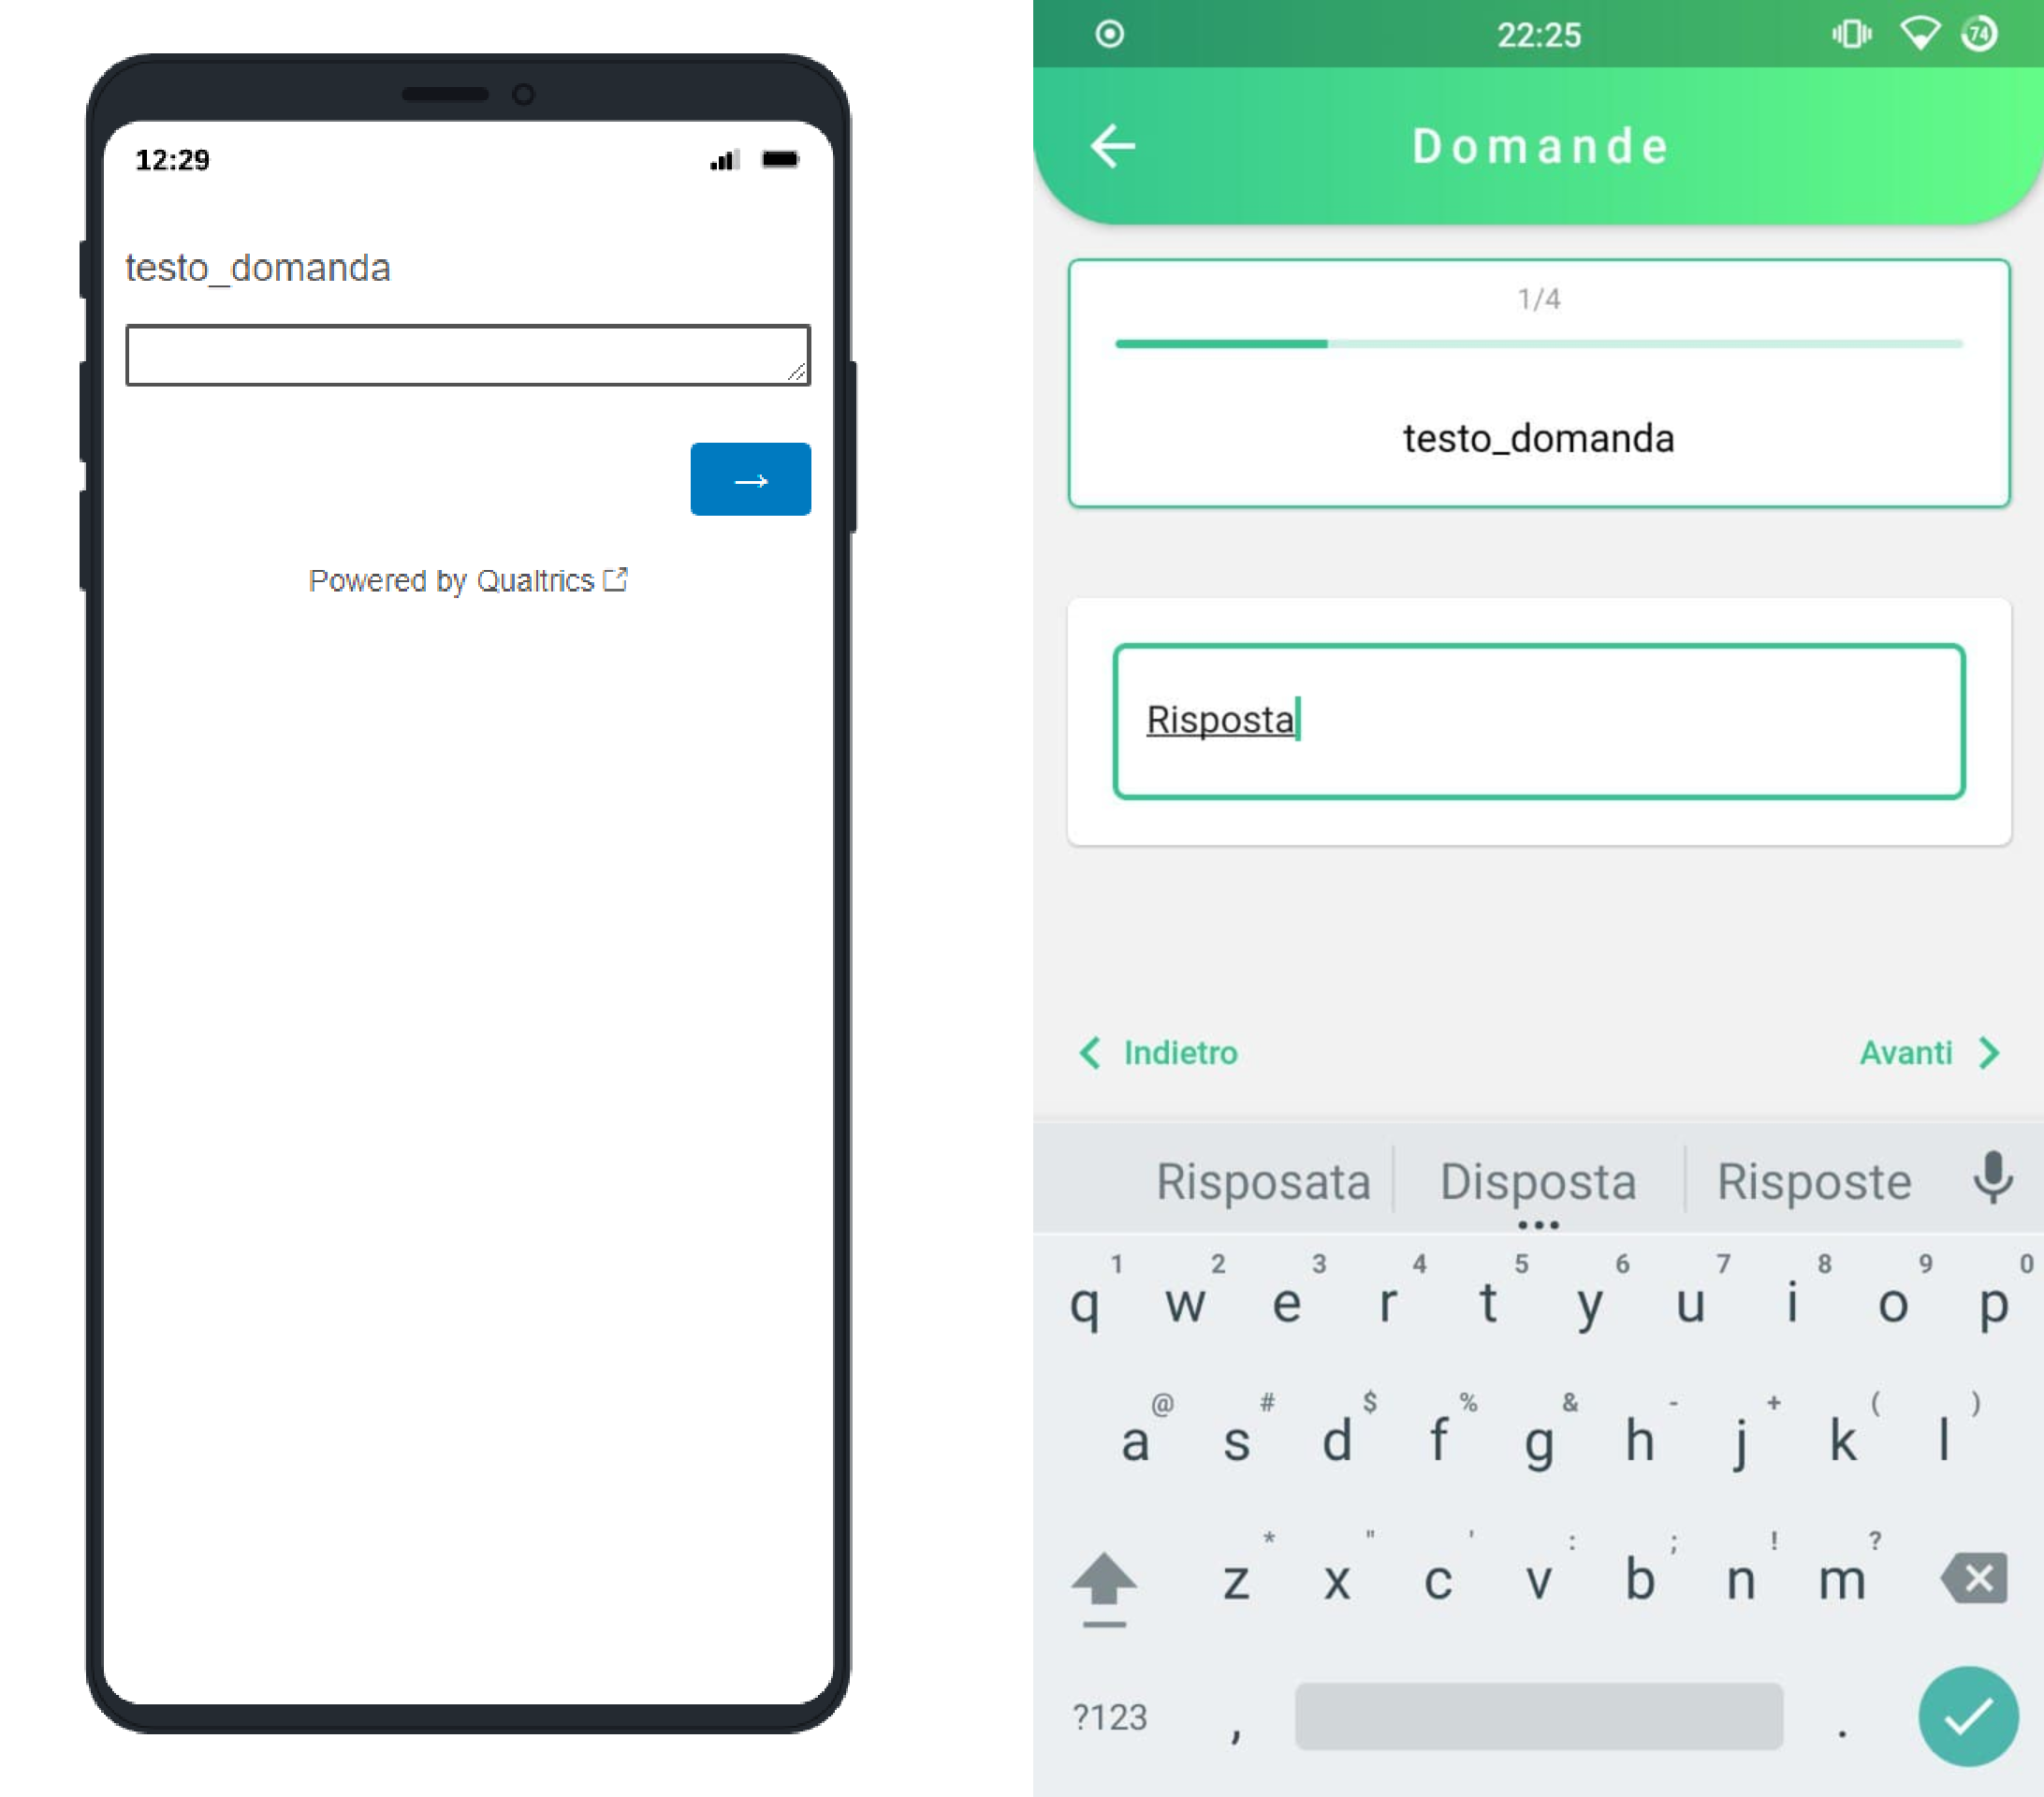 12:29
testo_domanda
→
Powered by Qualtrics
22:25
74
Domande
1/4
testo_domanda
Risposta
Indietro
Avanti
Risposata
Disposta
Risposte
1 2 3 4 5 6 7 8 9 0
q w e r t y u i o p
@ # $ % & - + ( )
a s d f g h j k l
* " ' : ; ! ?
z x c v b n m
?123 , .